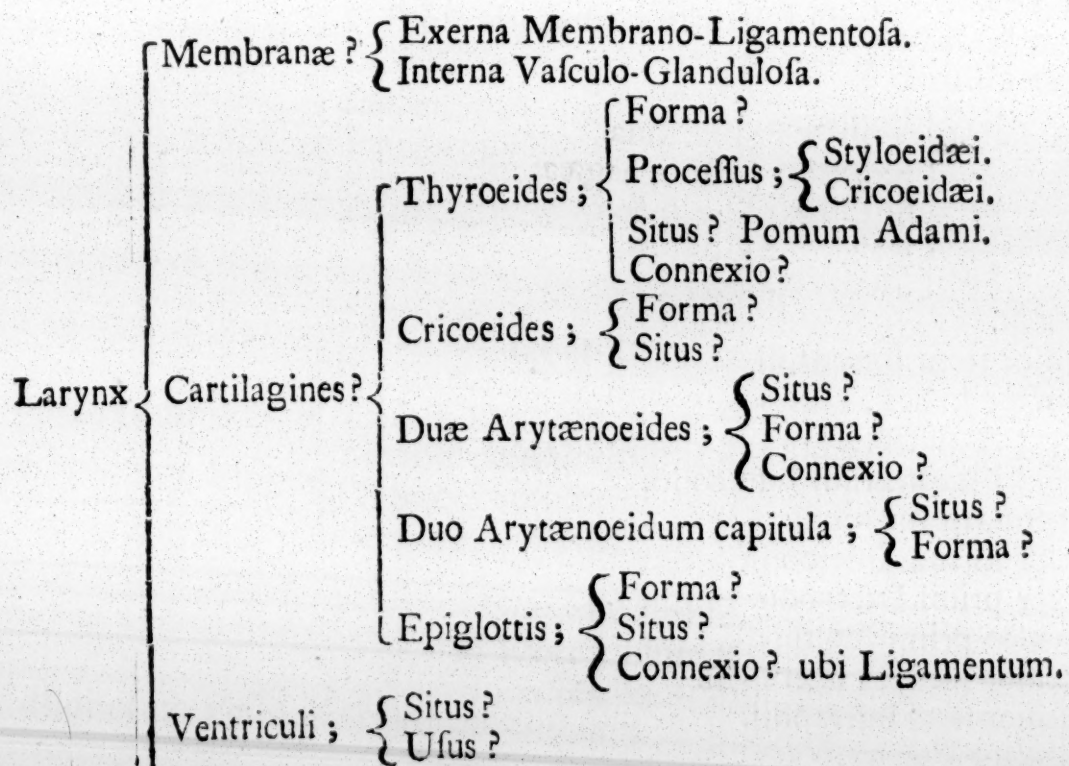 Membranæ ?
Exerna Membrano-Ligamentoſa.
Interna Vaſculo-Glanduloſa.
Forma ?
Thyroeides ;
Proceſſus ;
Styloeidæi.
Cricoeidæi.
Situs ? Pomum Adami.
Connexio ?
Cricoeides ;
Forma ?
Situs ?
Larynx
Cartilagines ?
Duæ Arytænoeides ;
Situs ?
Forma ?
Connexio ?
Duo Arytænoeidum capitula ;
Situs ?
Forma ?
Epiglottis ;
Forma ?
Situs ?
Connexio ? ubi Ligamentum.
Ventriculi ;
Situs ?
Uſus ?